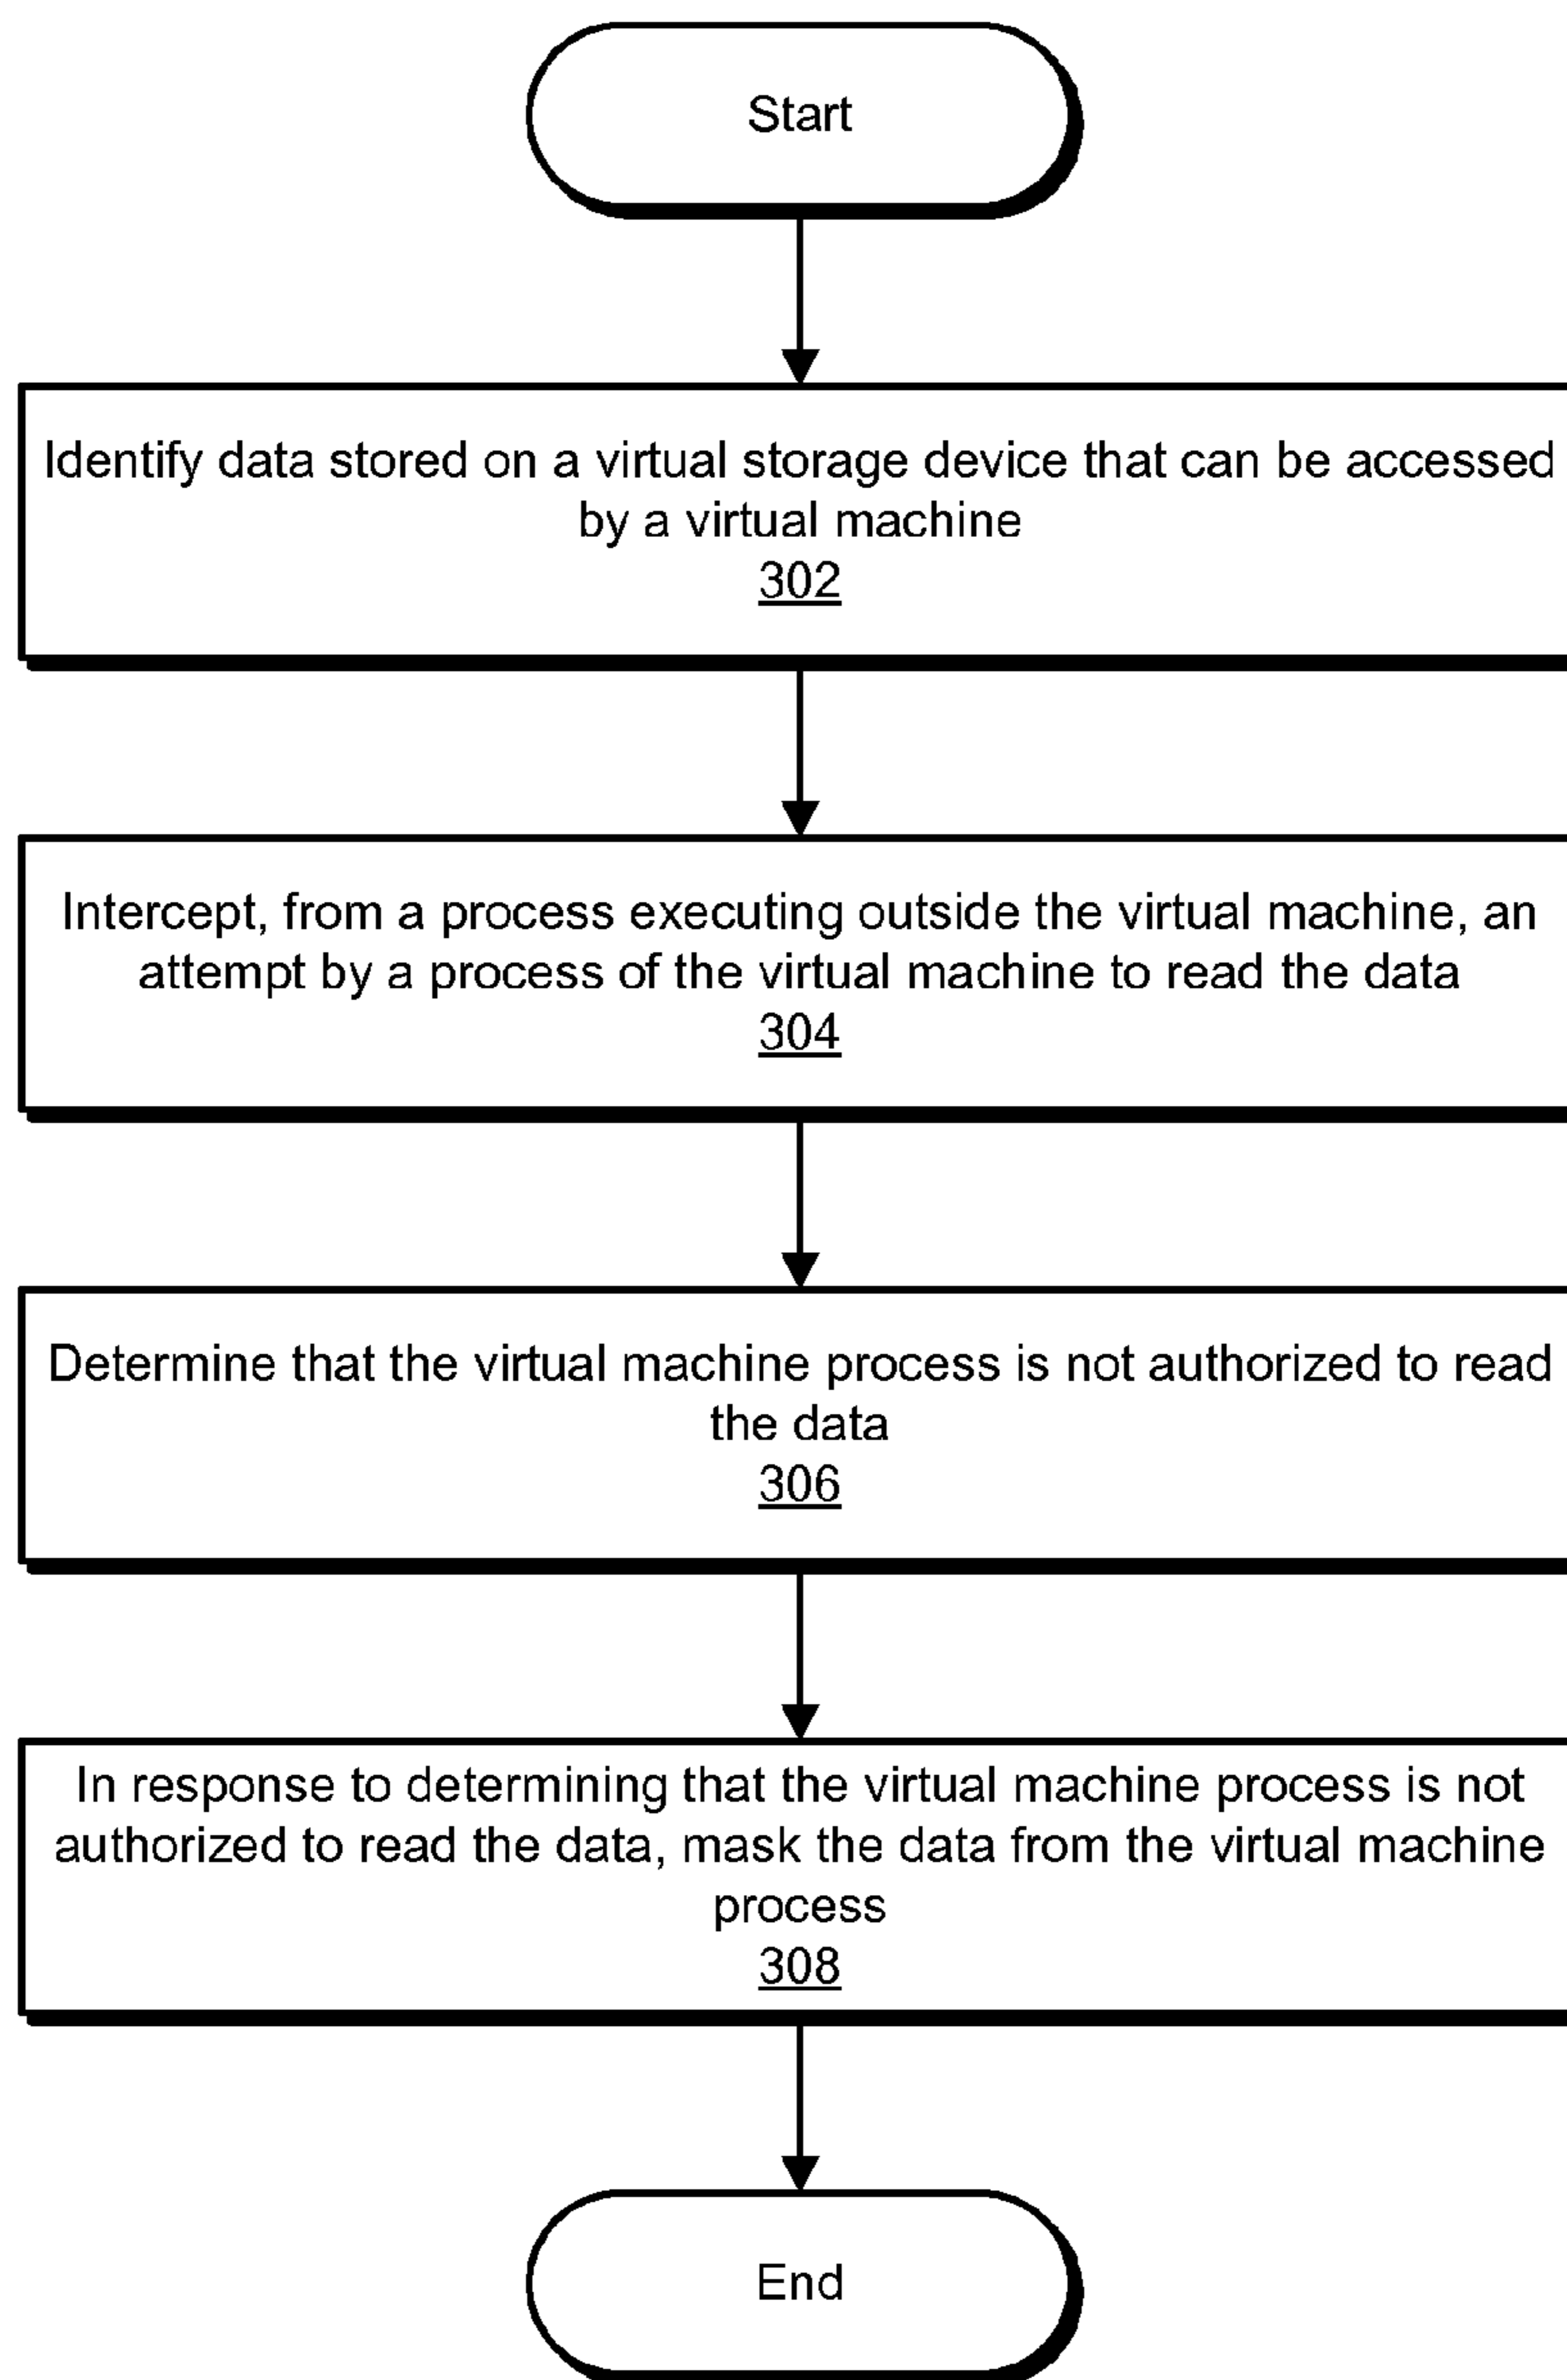 Start
Identify data stored on a virtual storage device that can be accessed
by a virtual machine
302
Intercept, from a process executing outside the virtual machine, an
attempt by a process of the virtual machine to read the data
304
Determine that the virtual machine process is not authorized to read
the data
306
In response to determining that the virtual machine process is not
authorized to read the data, mask the data from the virtual machine
process
308
End